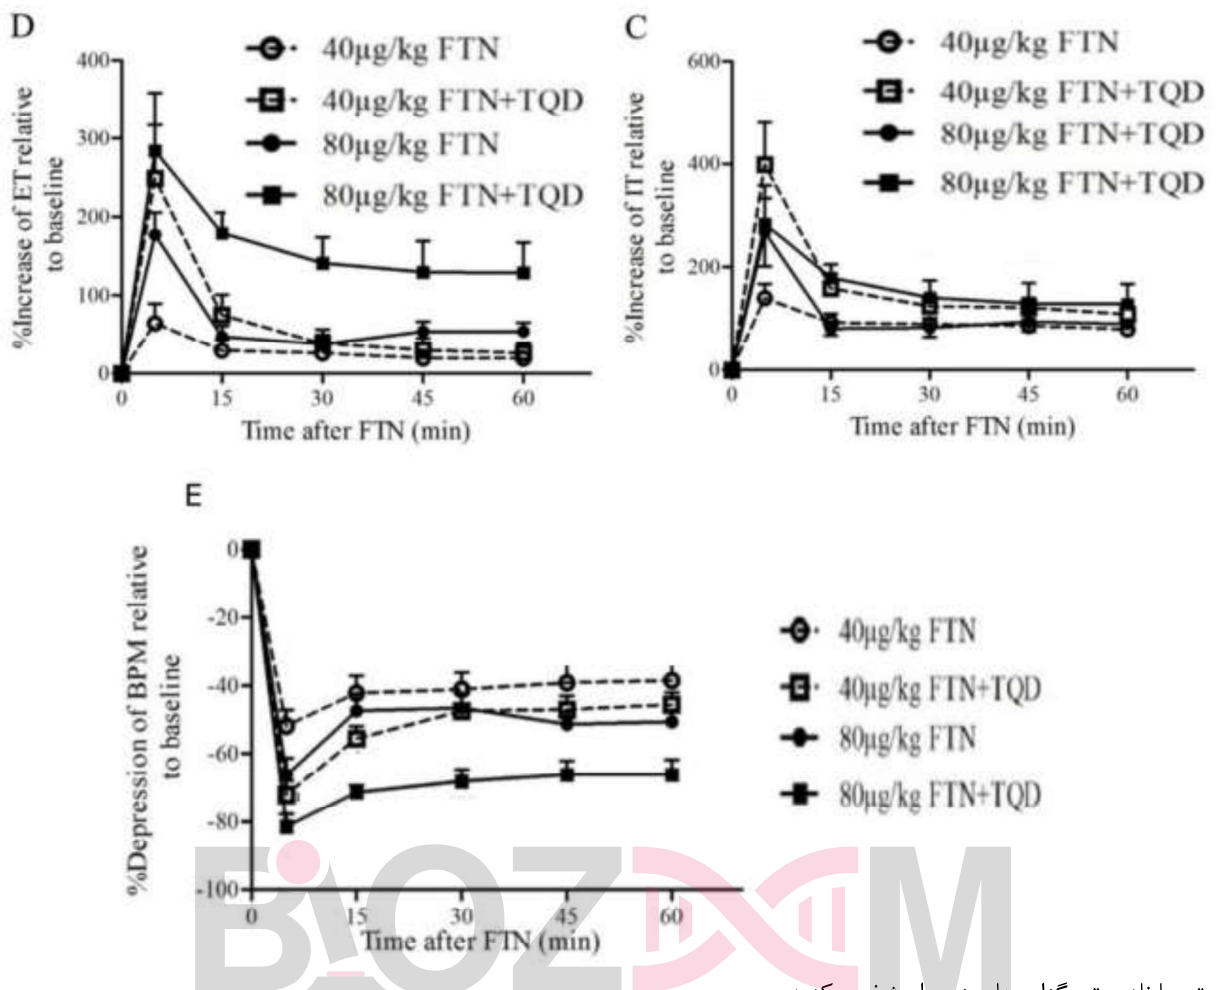 D
40µg/kg FTN
40µg/kg FTN+TQD
80µg/kg FTN
80µg/kg FTN+TQD
%Increase of ET relative
to baseline
400
300
200
100
0
0 15 30 45 60
Time after FTN (min)
C
40µg/kg FTN
40µg/kg FTN+TQD
80µg/kg FTN+TQD
80µg/kg FTN+TQD
%Increase of IT relative
to baseline
600
400
200
0
0 15 30 45 60
Time after FTN (min)
E
%Depression of BPM relative
to baseline
0
-20
-40
-60
-80
-100
0 15 30 45 60
Time after FTN (min)
40µg/kg FTN
40µg/kg FTN+TQD
80µg/kg FTN
80µg/kg FTN+TQD
BIOZOOM